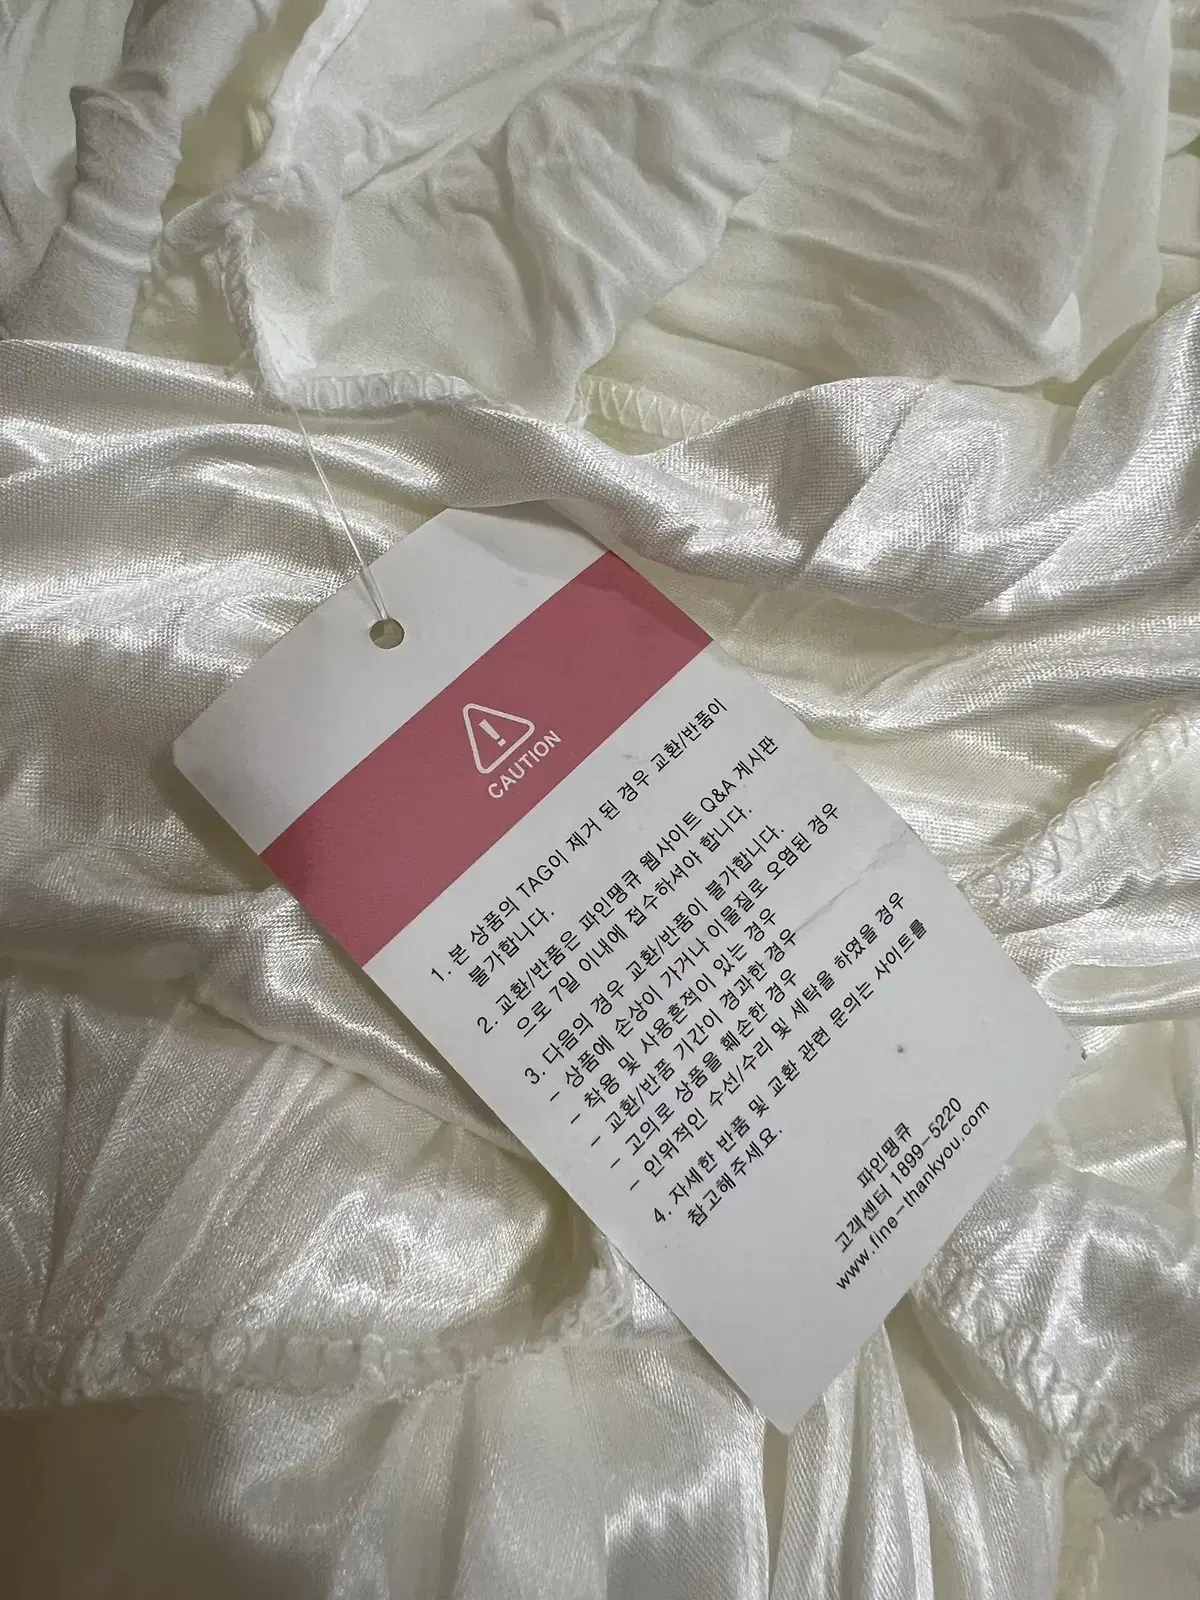 CAUTION
1. 본 상품의 TAG이 제거 된 경우 교환/반품이
불가합니다.
2. 교환/반품은 파인땡큐 웹사이트 Q&A 게시판
으로 7일 이내에 접수하셔야 합니다.
3. 다음의 경우 교환/반품이 불가합니다.
- 상품에 손상이 가거나 이물질로 오염된 경우
- 착용 및 사용흔적이 있는 경우
- 교환/반품 기간이 경과한 경우
- 고의로 상품을 훼손한 경우
- 인위적인 수선/수리 및 세탁을 하였을 경우
4. 자세한 반품 및 교환 관련 문의는 사이트를
참고해주세요.
파인땡큐
고객센터 1899-5220
www.fine-thankyou.com